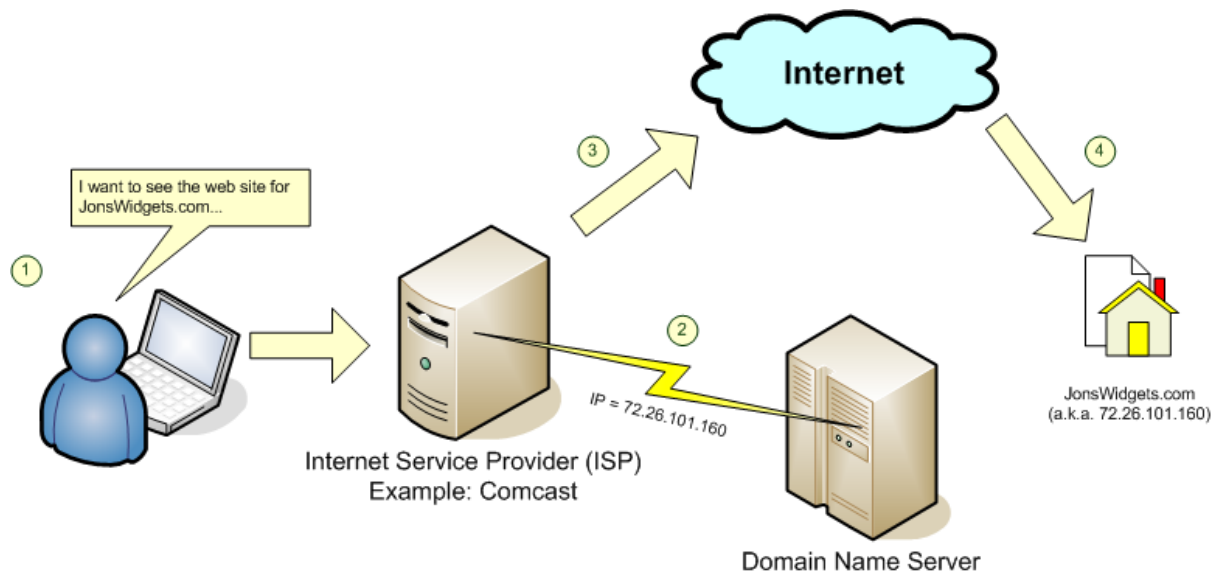 Internet
3
4
I want to see the web site for
JonsWidgets.com...
1
2
IP = 72.26.101.160
JonsWidgets.com
(a.k.a. 72.26.101.160)
Internet Service Provider (ISP)
Example: Comcast
Domain Name Server